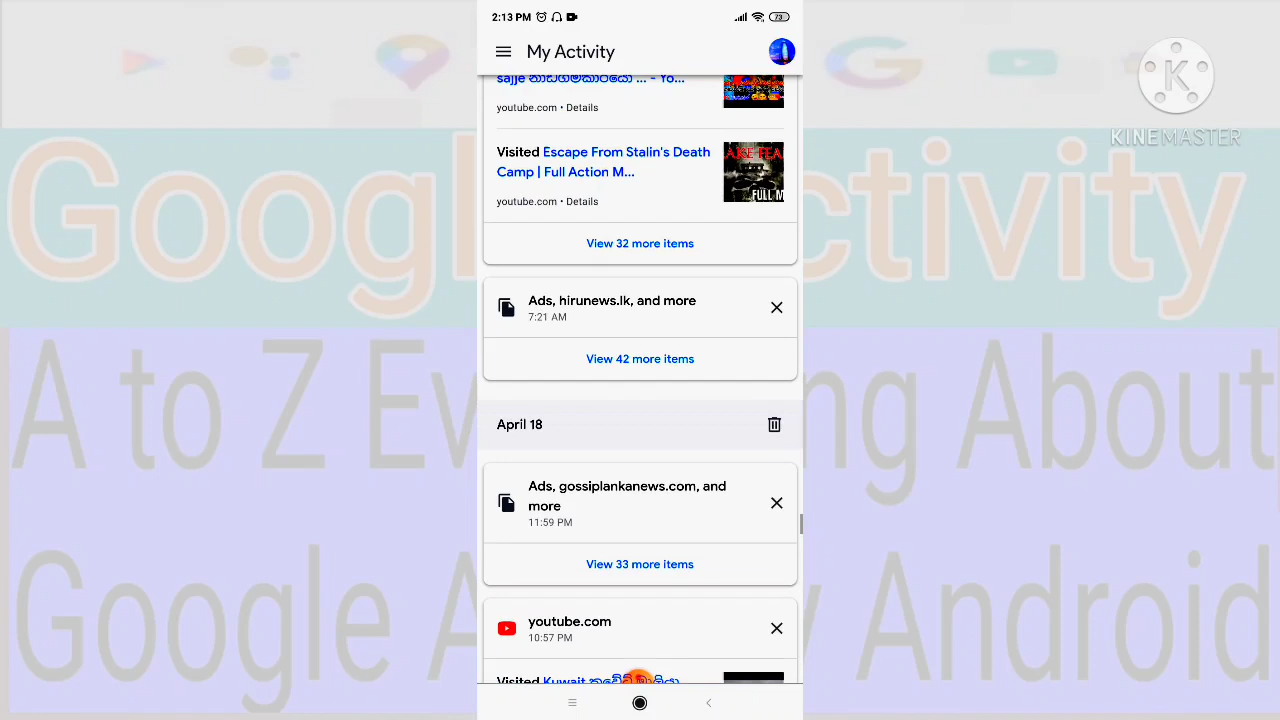 2:13 PM
73
My Activity
sajje නාඩගම්කාරයෝ ... - Yo...
youtube.com • Details
Visited Escape From Stalin's Death
Camp | Full Action M...
youtube.com • Details
FULL M
View 32 more items
Ads, hirunews.lk, and more
7:21 AM
View 42 more items
April 18
Ads, gossiplankanews.com, and
more
11:59 PM
View 33 more items
youtube.com
10:57 PM
Visited Kuwait
K
KINEMASTER
Goog ctivity
A to Z Ev ng About
Google A y Android